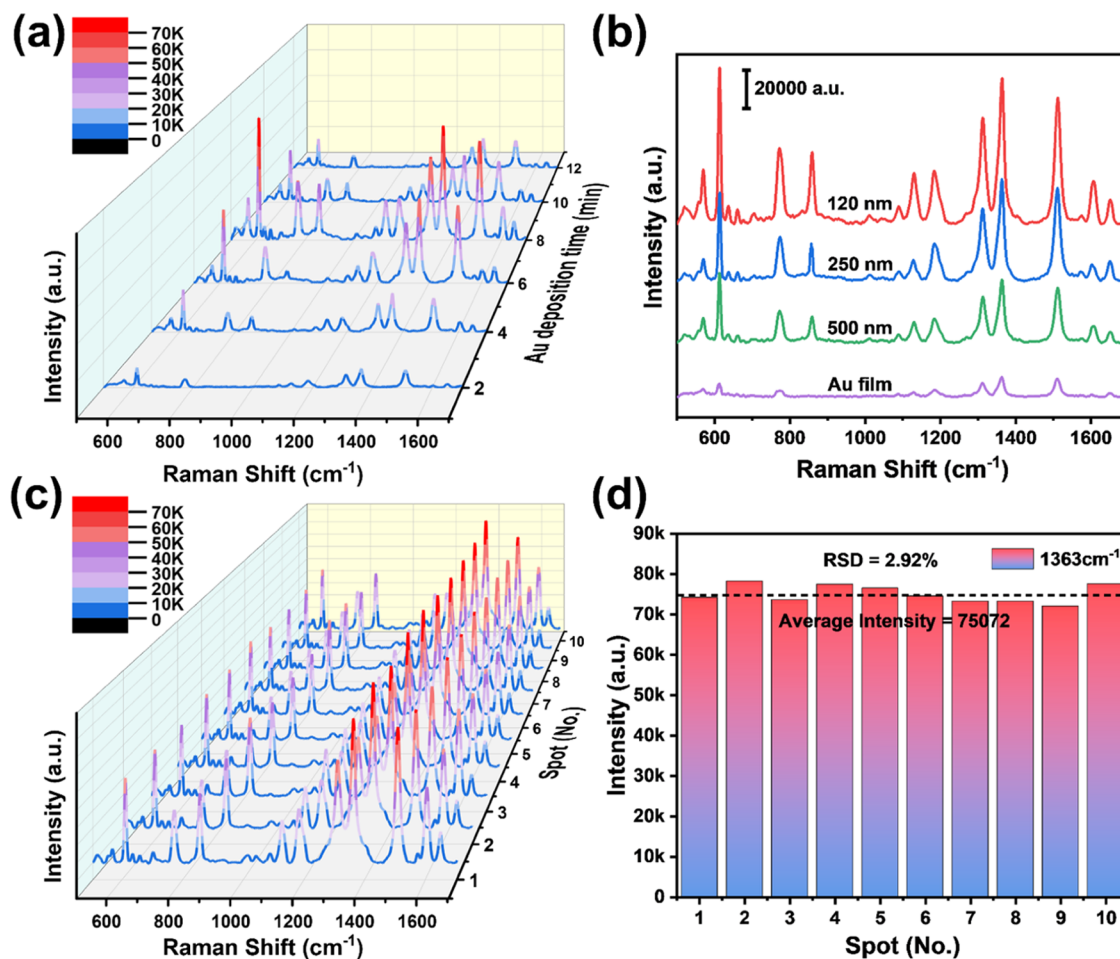 (a)
70K
60K
50K
40K
30K
20K
10K
0
Intensity (a.u.)
600 800 1000 1200 1400 1600
Raman Shift (cm⁻¹)
2
4
6
8
10
12
Au deposition time (min)
(b)
20000 a.u.
120 nm
250 nm
500 nm
Au film
Intensity (a.u.)
600 800 1000 1200 1400 1600
Raman Shift (cm⁻¹)
(c)
70K
60K
50K
40K
30K
20K
10K
0
Intensity (a.u.)
600 800 1000 1200 1400 1600
Raman Shift (cm⁻¹)
1
2
3
4
5
6
7
8
9
10
Spot (No.)
(d)
90k
80k
70k
60k
50k
40k
30k
20k
10k
0
Intensity (a.u.)
RSD = 2.92%
1363cm⁻¹
Average Intensity = 75072
1 2 3 4 5 6 7 8 9 10
Spot (No.)